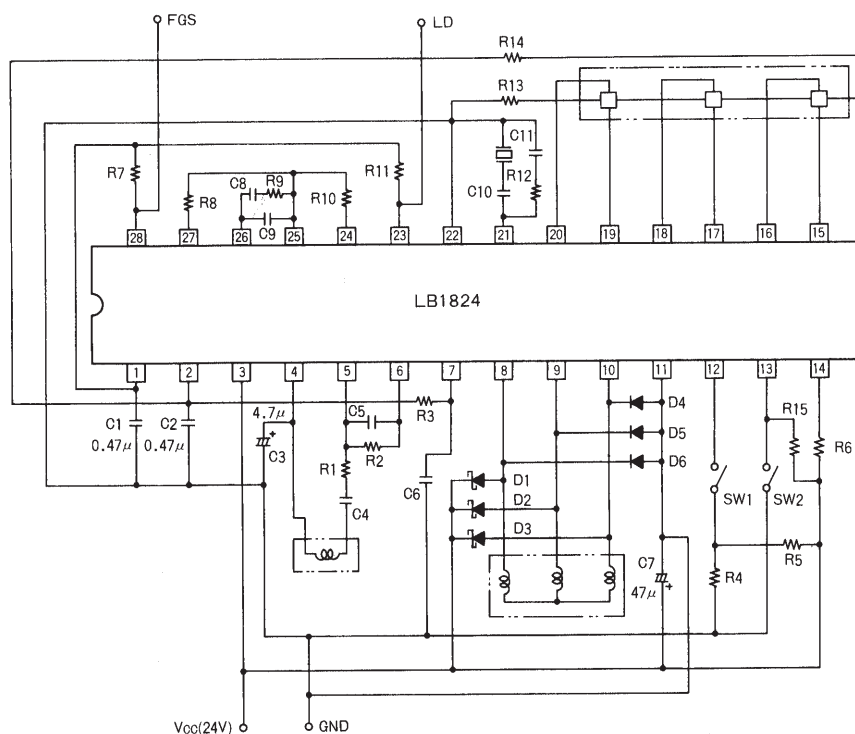 FGS
LD
R14
R13
R7
R8
C8
R9
C9
R10
R11
C11
R12
C10
28
27
26
25
24
23
22
21
20
19
18
17
16
15
LB1824
1
2
3
4
5
6
7
8
9
10
11
12
13
14
C1
0.47μ
C2
0.47μ
4.7μ
+
C3
C5
R2
R1
C4
R3
C6
D4
D5
D6
D1
D2
D3
C7
47μ
+
SW1
SW2
R15
R6
R5
R4
Vcc(24V)
GND